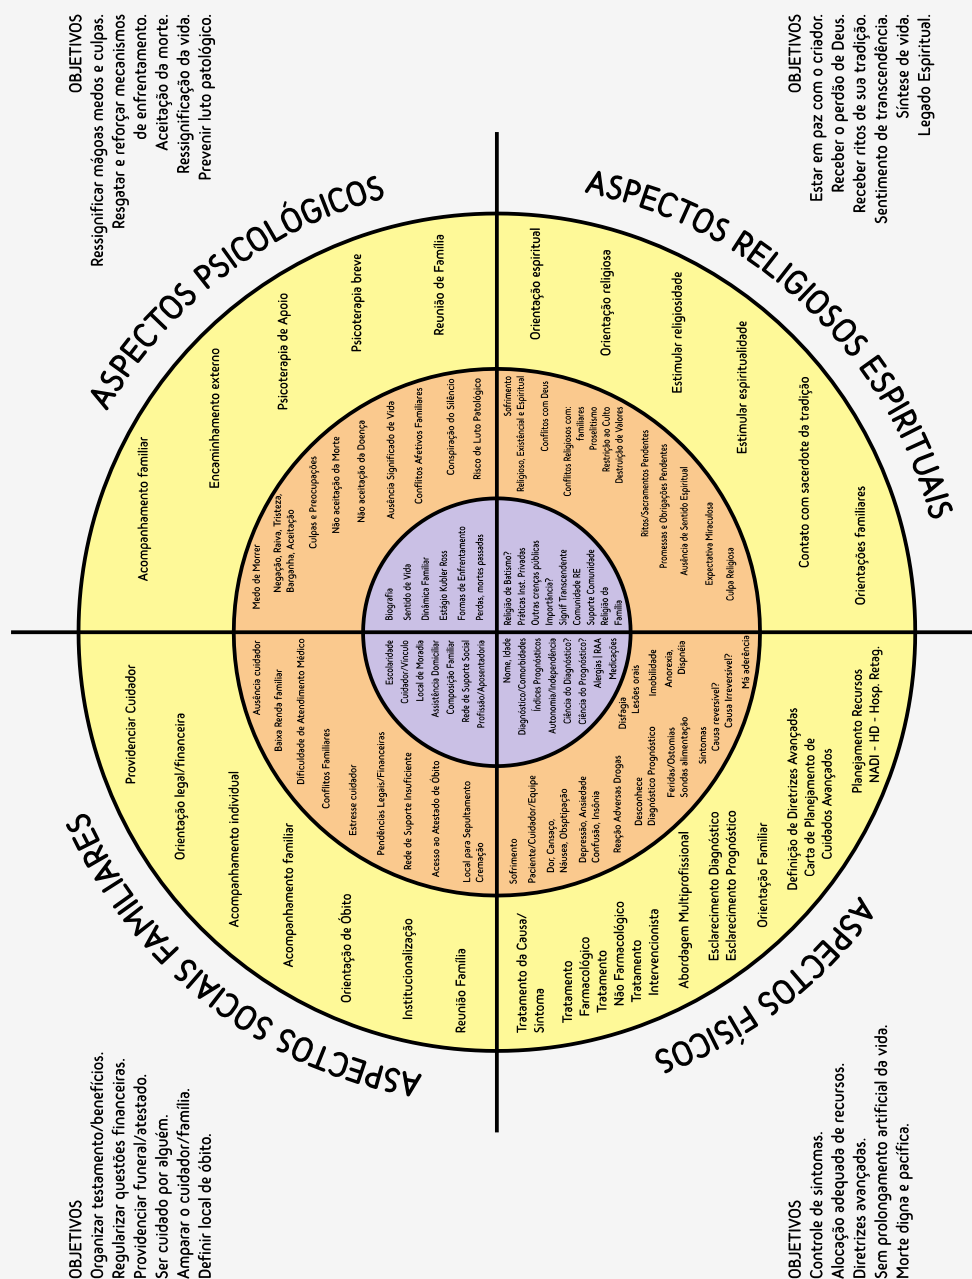 OBJETIVOS
Organizar testamento/benefícios.
Regularizar questões financeiras.
Providenciar funeral/atestado.
Ser cuidado por alguém.
Amparar o cuidador/família.
Definir local de óbito.
ASPECTOS SOCIAIS FAMILIARES
Providenciar Cuidador
Orientação legal/financeira
Acompanhamento individual
Acompanhamento familiar
Orientação de Óbito
Institucionalização
Reunião Família
Ausência cuidador
Baixa Renda familiar
Dificuldade de Atendimento Médico
Conflitos Familiares
Estresse cuidador
Pendências Legais/Financeiras
Rede de Suporte Insuficiente
Acesso ao Atestado de Óbito
Local para Sepultamento
Cremação
Escolaridade
Cuidador/Vínculo
Local de Moradia
Assistência Domiciliar
Composição Familiar
Rede de Suporte Social
Profissão/Aposentadoria
OBJETIVOS
Ressignificar mágoas medos e culpas.
Resgatar e reforçar mecanismos
de enfrentamento.
Aceitação da morte.
Ressignificação da vida.
Prevenir luto patológico.
ASPECTOS PSICOLÓGICOS
Acompanhamento familiar
Encaminhamento externo
Psicoterapia de Apoio
Psicoterapia breve
Reunião de Família
Medo de Morrer
Negação, Raiva, Tristeza,
Barganha, Aceitação
Culpas e Preocupações
Não aceitação da Morte
Não aceitação da Doença
Ausência Significado de Vida
Conflitos Afetivos Familiares
Conspiração do Silêncio
Risco de Luto Patológico
Biografia
Sentido de Vida
Dinâmica Familiar
Estágio Kubler Ross
Formas de Enfrentamento
Perdas, mortes passadas
Nome, Idade
Diagnóstico/Comorbidades
Índices Prognósticos
Autonomia/Independência
Ciência do Diagnóstico?
Ciência do Prognóstico?
Alergias | RAA
Medicações
Sofrimento
Paciente/Cuidador/Equipe
Dor, Cansaço,
Náusea, Obsptipação
Depressão, Ansiedade
Confusão, Insônia
Reação Adversas Drogas
Disfagia
Lesões orais
Desconhece
Diagnóstico Prognóstico
Imobilidade
Anorexia,
Dispnéia
Feridas/Ostomias
Sondas alimentação
Sintomas
Causa reversível?
Causa Irreversível?
Má aderência
Tratamento da Causa/
Sintoma
Tratamento
Farmacológico
Tratamento
Não Farmacológico
Tratamento
Intervencionista
Abordagem Multiprofissional
Esclarecimento Diagnóstico
Esclarecimento Prognóstico
Orientação Familiar
Definição de Diretrizes Avançadas
Carta de Planejamento de
Cuidados Avançados
Planejamento Recursos
NADI - HD - Hosp. Retag.
ASPECTOS FÍSICOS
OBJETIVOS
Controle de sintomas.
Alocação adequada de recursos.
Diretrizes avançadas.
Sem prolongamento artificial da vida.
Morte digna e pacífica.
Religião de Batismo?
Práticas Inst. Privadas
Outras crenças públicas
Importância?
Signif Transcendente
Comunidade RE
Suporte Comunidade
Religião da
Família
Sofrimento
Religioso, Existêncial e Espiritual
Conflitos com Deus
Conflitos Religiosos com:
familiares
Proselitismo
Restrição ao Culto
Destruição de Valores
Ritos/Sacramentos Pendentes
Promessas e Obrigações Pendentes
Ausência de Sentido Espiritual
Expectativa Miraculosa
Culpa Religiosa
Orientação espiritual
Orientação religiosa
Estimular religiosidade
Estimular espiritualidade
Contato com sacerdote da tradição
Orientações familiares
ASPECTOS RELIGIOSOS ESPIRITUAIS
OBJETIVOS
Estar em paz com o criador.
Receber o perdão de Deus.
Receber ritos de sua tradição.
Sentimento de transcendência.
Síntese de vida.
Legado Espiritual.